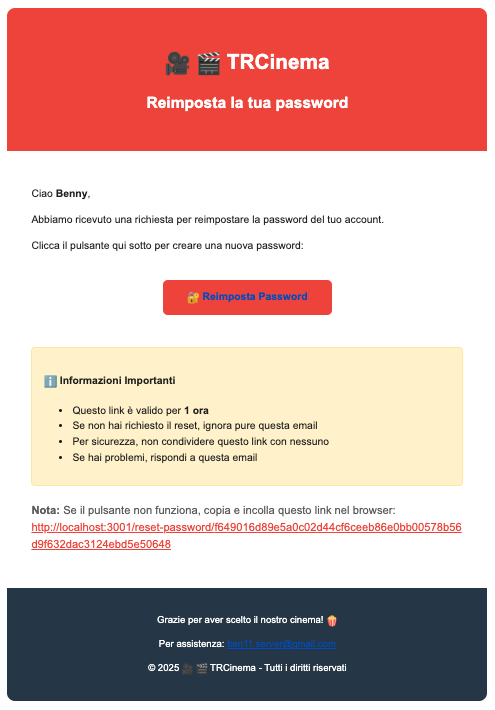 🎥 🎬 TRCinema
Reimposta la tua password
Ciao Benny,
Abbiamo ricevuto una richiesta per reimpostare la password del tuo account.
Clicca il pulsante qui sotto per creare una nuova password:
🔐 Reimposta Password
ℹ️ Informazioni Importanti
• Questo link è valido per 1 ora
• Se non hai richiesto il reset, ignora pure questa email
• Per sicurezza, non condividere questo link con nessuno
• Se hai problemi, rispondi a questa email
Nota: Se il pulsante non funziona, copia e incolla questo link nel browser:
http://localhost:3001/reset-password/f649016d89e5a0c02d44cf6ceeb86e0bb00578b56
d9f632dac3124ebd5e50648
Grazie per aver scelto il nostro cinema! 🍿
Per assistenza: ben11.server@gmail.com
© 2025 🎥 🎬 TRCinema - Tutti i diritti riservati